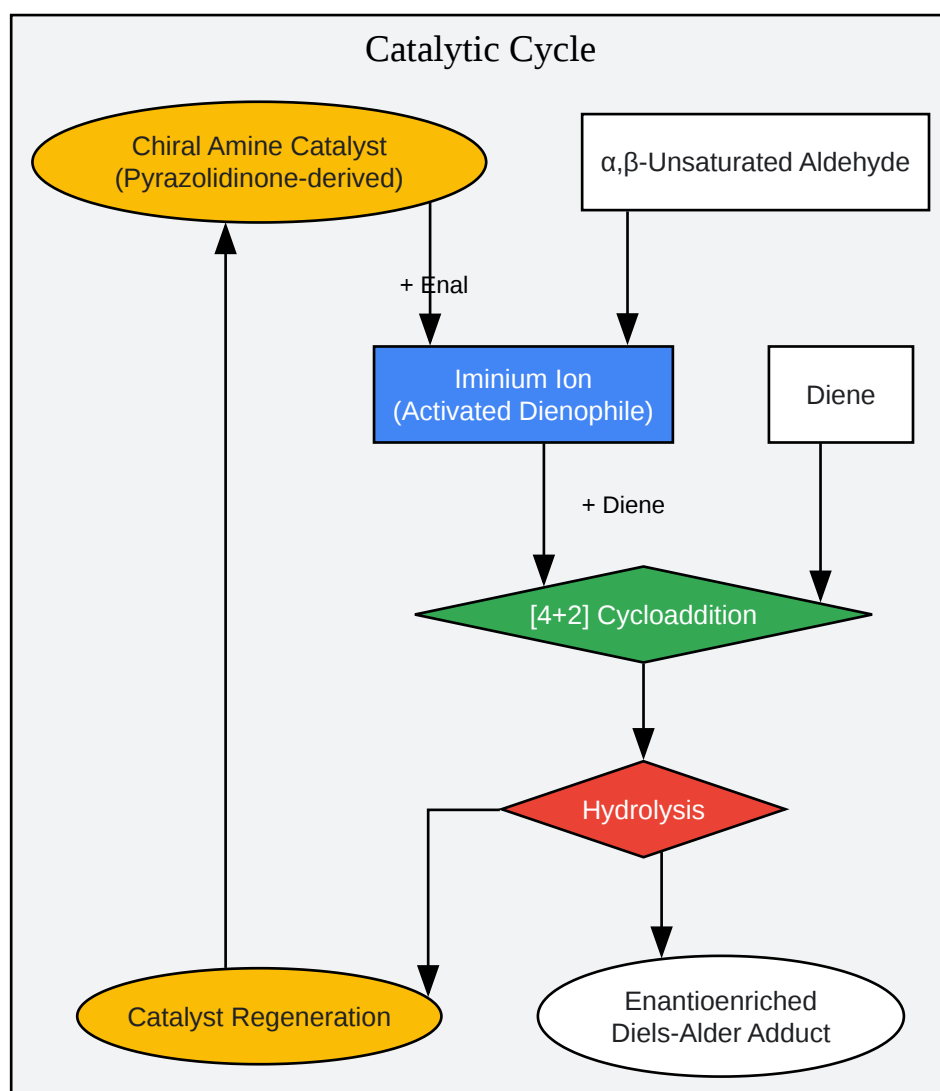 Catalytic Cycle
Chiral Amine Catalyst
(Pyrazolidinone-derived)
α,β-Unsaturated Aldehyde
+ Enal
Iminium Ion
(Activated Dienophile)
Diene
+ Diene
[4+2] Cycloaddition
Hydrolysis
Catalyst Regeneration
Enantioenriched
Diels-Alder Adduct